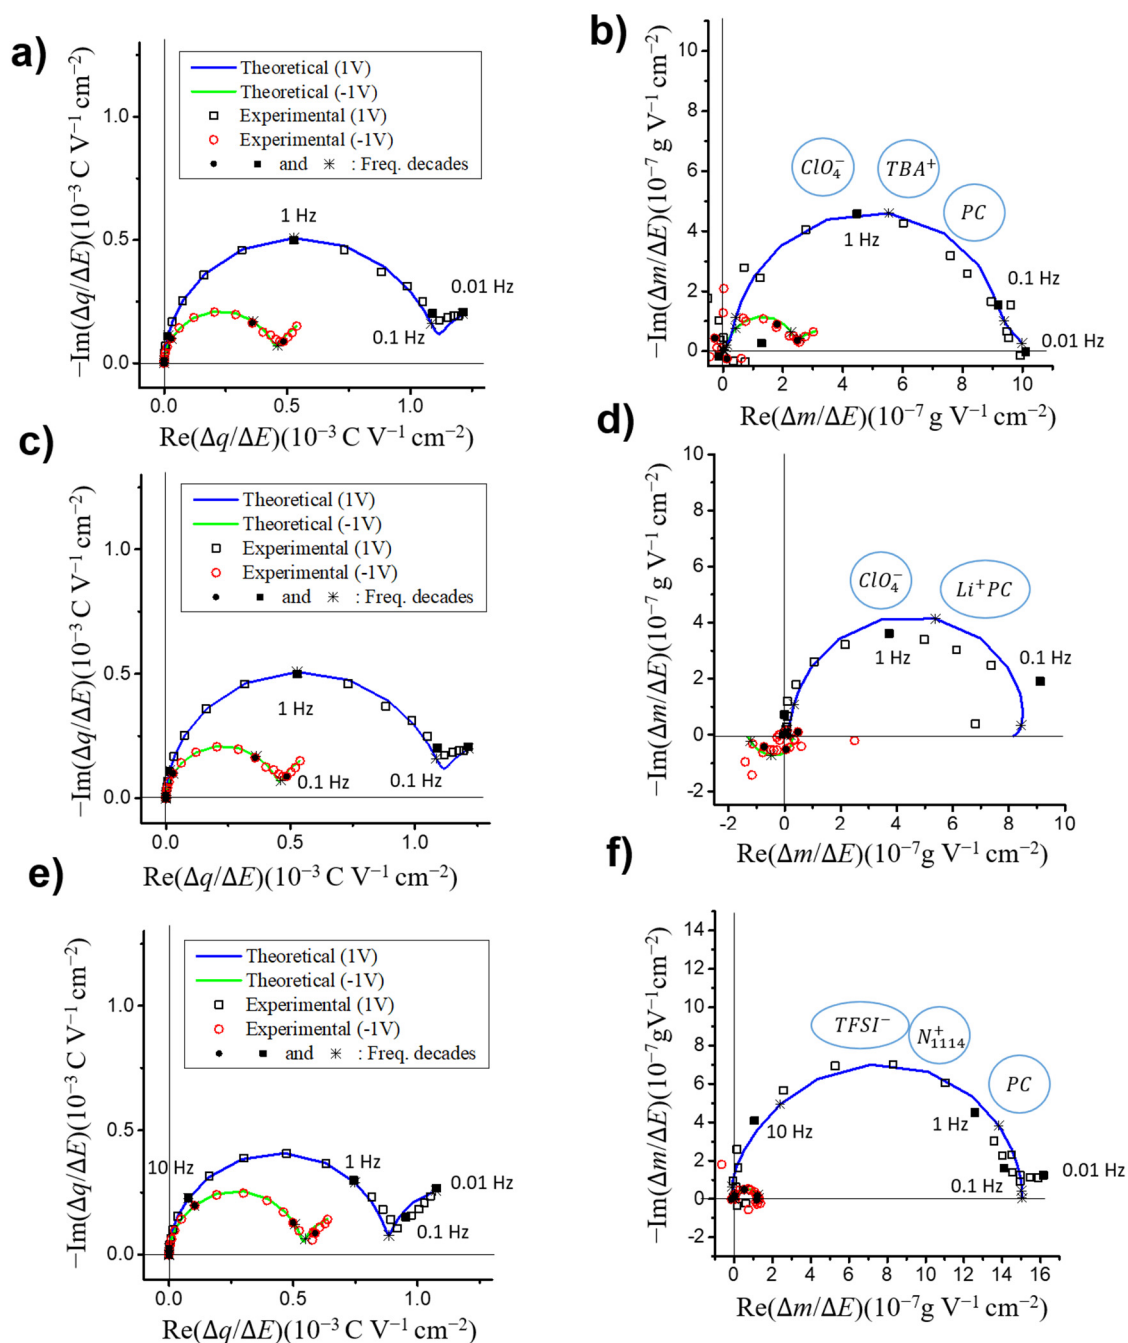 a)
−Im(Δq/ΔE)(10⁻³ C V⁻¹ cm⁻²)
1.0
0.5
0.0
Theoretical (1V)
Theoretical (-1V)
Experimental (1V)
Experimental (-1V)
and : Freq. decades
1 Hz
0.01 Hz
0.1 Hz
0.0 0.5 1.0
Re(Δq/ΔE)(10⁻³ C V⁻¹ cm⁻²)
b)
−Im(Δm/ΔE)(10⁻⁷ g V⁻¹ cm⁻²)
10
8
6
4
2
0
ClO₄⁻
TBA⁺
PC
1 Hz
0.1 Hz
0.01 Hz
0 2 4 6 8 10
Re(Δm/ΔE)(10⁻⁷ g V⁻¹ cm⁻²)
c)
−Im(Δq/ΔE)(10⁻³ C V⁻¹ cm⁻²)
1.0
0.5
0.0
Theoretical (1V)
Theoretical (-1V)
Experimental (1V)
Experimental (-1V)
and : Freq. decades
1 Hz
0.1 Hz
0.1 Hz
0.0 0.5 1.0
Re(Δq/ΔE)(10⁻³ C V⁻¹ cm⁻²)
d)
−Im(Δm/ΔE)(10⁻⁷ g V⁻¹ cm⁻²)
10
8
6
4
2
0
-2
ClO₄⁻
Li⁺PC
1 Hz
0.1 Hz
-2 0 2 4 6 8 10
Re(Δm/ΔE)(10⁻⁷g V⁻¹ cm⁻²)
e)
−Im(Δq/ΔE)(10⁻³ C V⁻¹ cm⁻²)
1.0
0.5
0.0
Theoretical (1V)
Theoretical (-1V)
Experimental (1V)
Experimental (-1V)
and : Freq. decades
10 Hz
1 Hz
0.01 Hz
0.1 Hz
0.0 0.5 1.0
Re(Δq/ΔE)(10⁻³ C V⁻¹ cm⁻²)
f)
−Im(Δm/ΔE)(10⁻⁷gV⁻¹cm⁻²)
14
12
10
8
6
4
2
0
-2
TFSI⁻
N₁₁₁₄⁺
PC
10 Hz
1 Hz
0.1 Hz
0.01 Hz
0 2 4 6 8 10 12 14 16
Re(Δm/ΔE)(10⁻⁷g V⁻¹ cm⁻²)